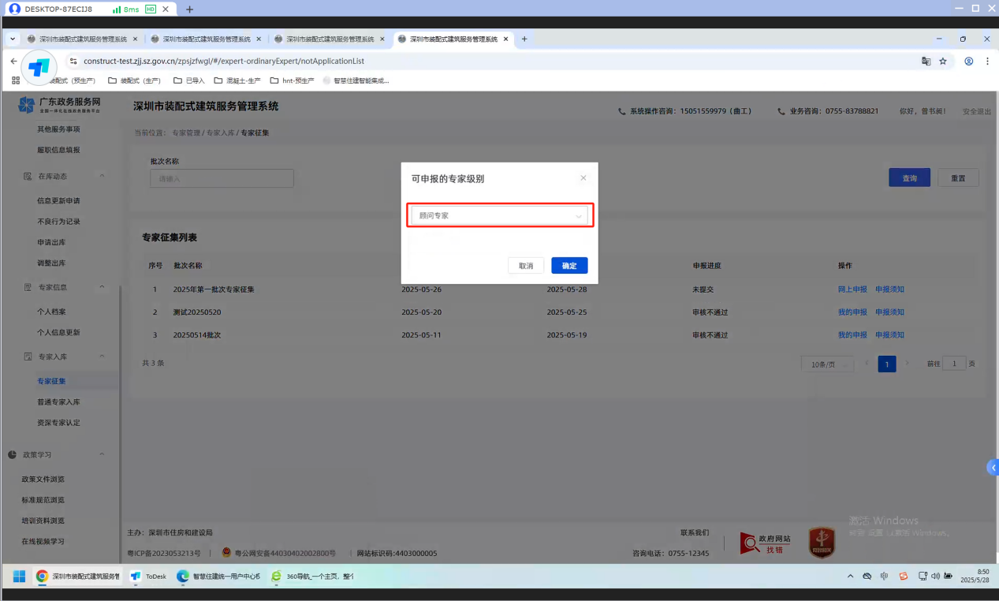 DESKTOP-87ECIJ8 8ms HD
深圳市装配式建筑服务管理系统 深圳市装配式建筑服务管理系统 深圳市装配式建筑服务管理系统 深圳市装配式建筑服务管理系统
construct-test.zjj.sz.gov.cn/zpsjzfwgl/#/expert-ordinaryExpert/notApplicationList
装配式（预生产） 装配式（生产） 已导入 混凝土-生产 hnt-预生产 智慧住建智能集成...
广东政务服务网
全国一体化在线政务服务平台
深圳市装配式建筑服务管理系统
系统操作咨询：15051559979（曲工） 业务咨询：0755-83788821 你好，曾书昶！ 安全退出
其他服务事项
履职信息填报
在库动态
信息更新申请
不良行为记录
申请出库
调整出库
专家信息
个人档案
个人信息更新
专家入库
专家征集
普通专家入库
资深专家认定
政策学习
政策文件浏览
标准规范浏览
培训资料浏览
在线视频学习
当前位置： 专家管理 / 专家入库 / 专家征集
批次名称
请输入
查询 重置
可申报的专家级别
顾问专家
取消 确定
专家征集列表
序号 批次名称 申报进度 操作
1 2025年第一批次专家征集 2025-05-26 2025-05-28 未提交 网上申报 申报须知
2 测试20250520 2025-05-20 2025-05-25 审核不通过 我的申报 申报须知
3 20250514批次 2025-05-11 2025-05-19 审核不通过 我的申报 申报须知
共 3 条 10条/页 1 前往 1 页
主办：深圳市住房和建设局 联系我们
粤ICP备2023053213号 粤公网安备44030402002800号 网站标识码:4403000005 咨询电话：0755-12345
政府网站
找错
激活 Windows
深圳市装配式建筑服务管 ToDesk 智慧住建统一用户中心 360导航_一个主页，整个
中
8:50
2025/5/28